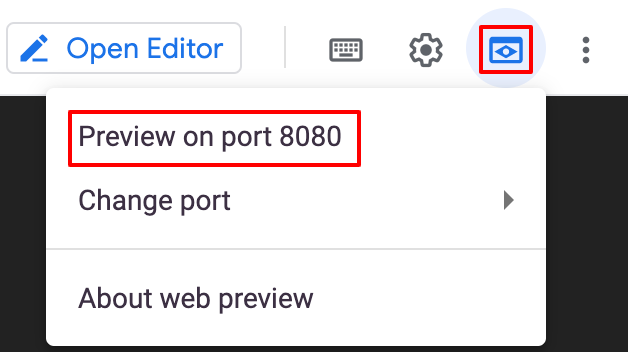 Open Editor
Preview on port 8080
Change port
About web preview